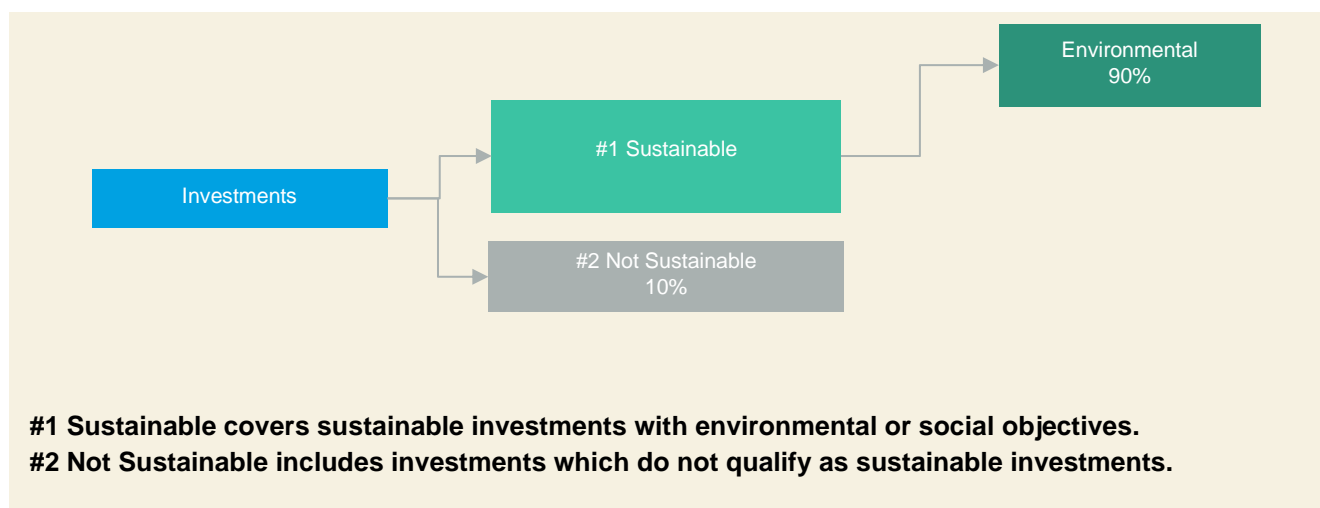 Environmental
90%
#1 Sustainable
Investments
#2 Not Sustainable
10%
#1 Sustainable covers sustainable investments with environmental or social objectives.
#2 Not Sustainable includes investments which do not qualify as sustainable investments.